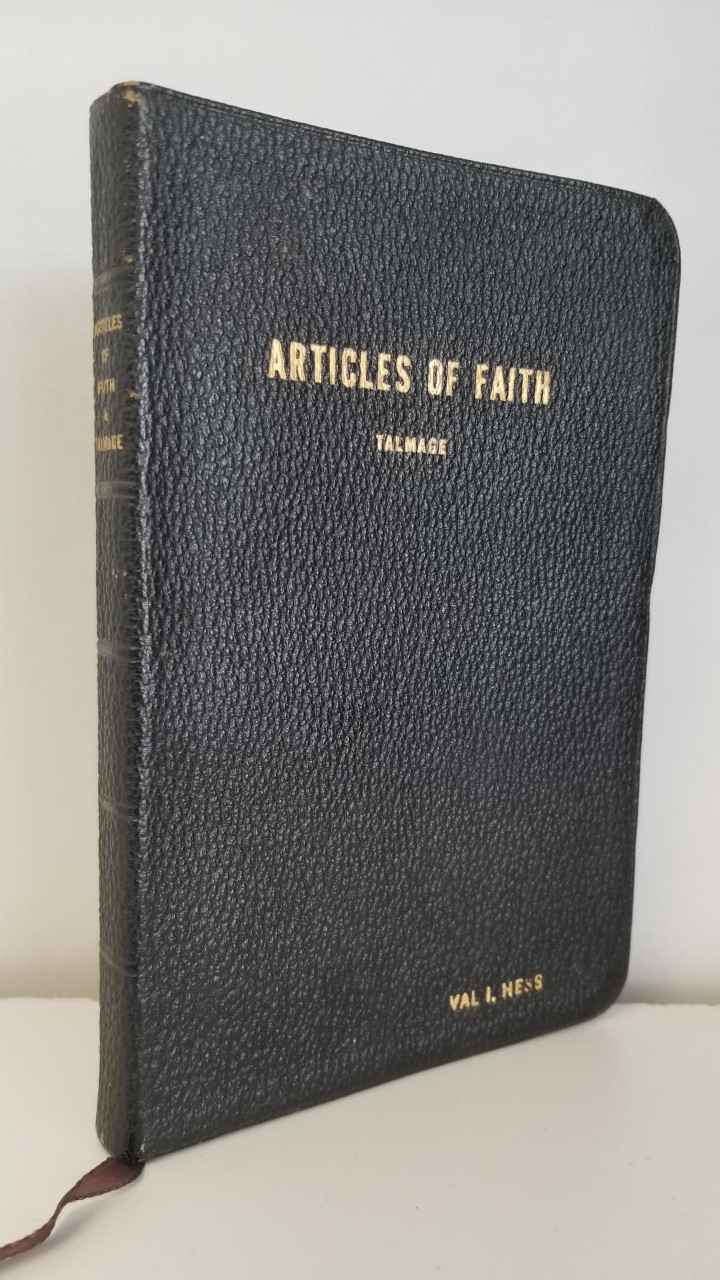 ARTICLES OF FAITH
TALMAGE
VAL I. HESS
ARTICLES
OF
FAITH
TALMAGE